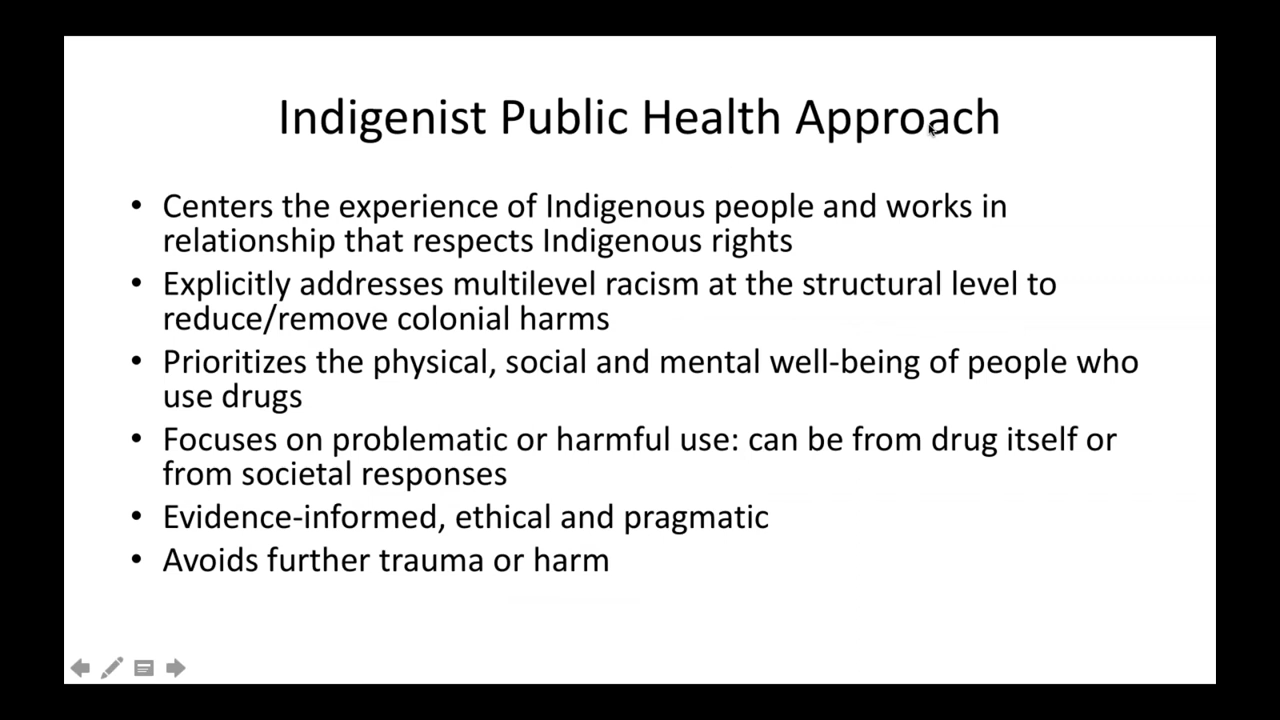 Indigenist Public Health Approach
• Centers the experience of Indigenous people and works in
relationship that respects Indigenous rights
• Explicitly addresses multilevel racism at the structural level to
reduce/remove colonial harms
• Prioritizes the physical, social and mental well-being of people who
use drugs
• Focuses on problematic or harmful use: can be from drug itself or
from societal responses
• Evidence-informed, ethical and pragmatic
• Avoids further trauma or harm